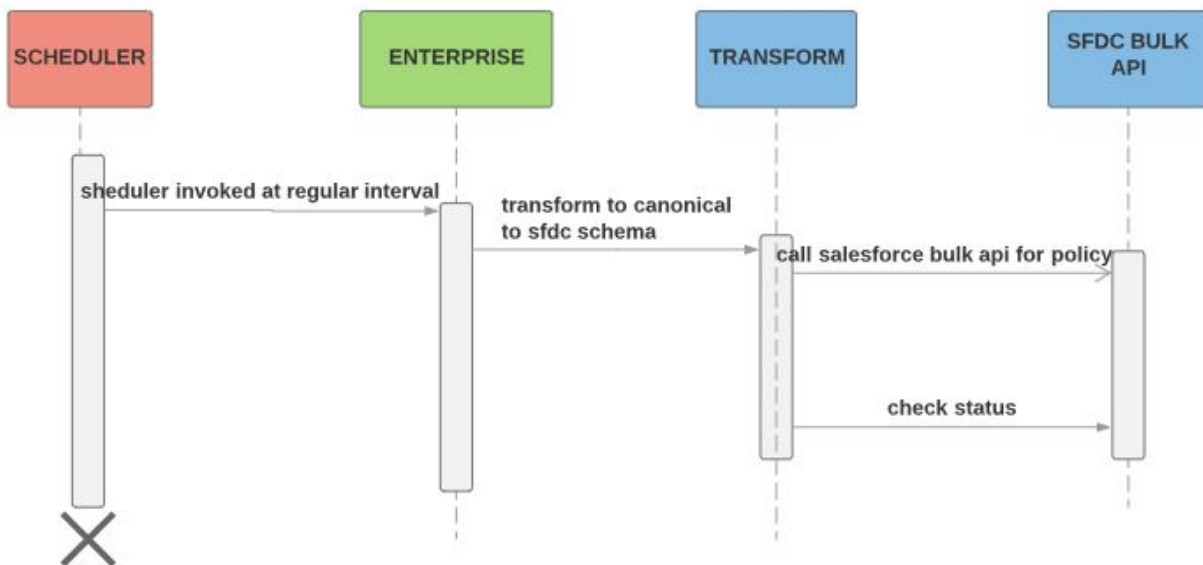 SCHEDULER
ENTERPRISE
TRANSFORM
SFDC BULK
API
sheduler invoked at regular interval
transform to canonical
to sfdc schema
call salesforce bulk api for policy
check status